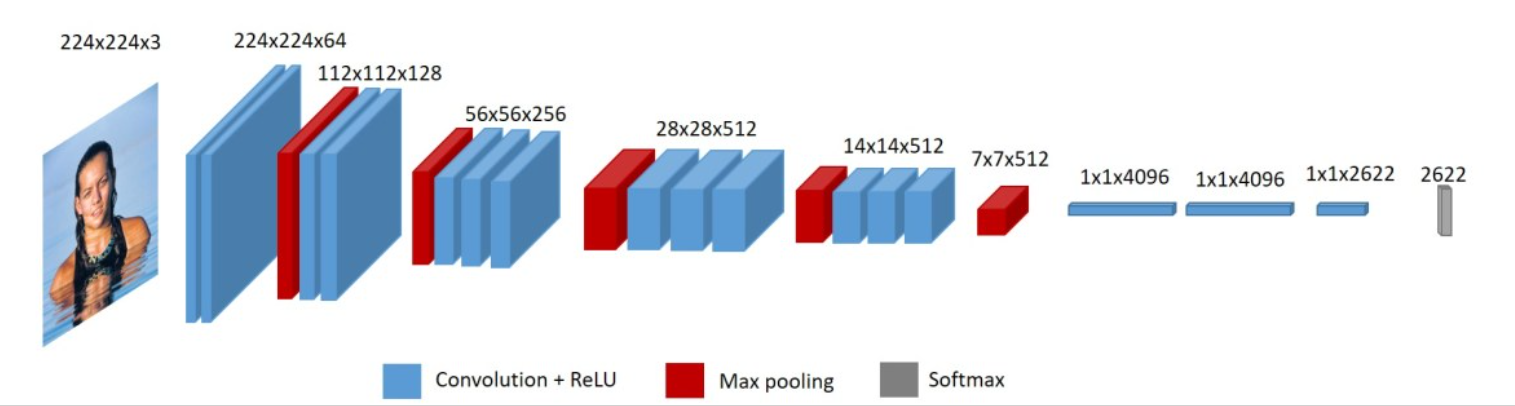 224x224x3
224x224x64
112x112x128
56x56x256
28x28x512
14x14x512
7x7x512
1x1x4096
1x1x4096
1x1x2622
2622
Convolution + ReLU
Max pooling
Softmax